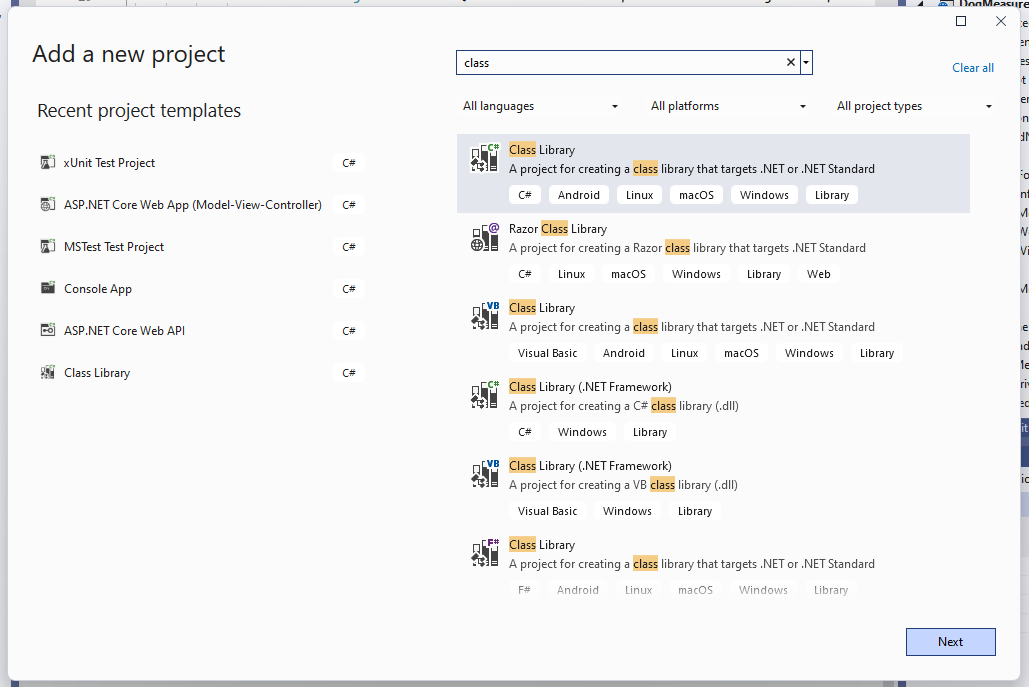 DogMeasure
Add a new project
class
Clear all
Recent project templates
All languages
All platforms
All project types
xUnit Test Project
C#
ASP.NET Core Web App (Model-View-Controller)
C#
MSTest Test Project
C#
Console App
C#
ASP.NET Core Web API
C#
Class Library
C#
C#
Class Library
A project for creating a class library that targets .NET or .NET Standard
C# Android Linux macOS Windows Library
@
Razor Class Library
A project for creating a Razor class library that targets .NET Standard
C# Linux macOS Windows Library Web
VB
Class Library
A project for creating a class library that targets .NET or .NET Standard
Visual Basic Android Linux macOS Windows Library
C#
Class Library (.NET Framework)
A project for creating a C# class library (.dll)
C# Windows Library
VB
Class Library (.NET Framework)
A project for creating a VB class library (.dll)
Visual Basic Windows Library
F#
Class Library
A project for creating a class library that targets .NET or .NET Standard
F# Android Linux macOS Windows Library
Next